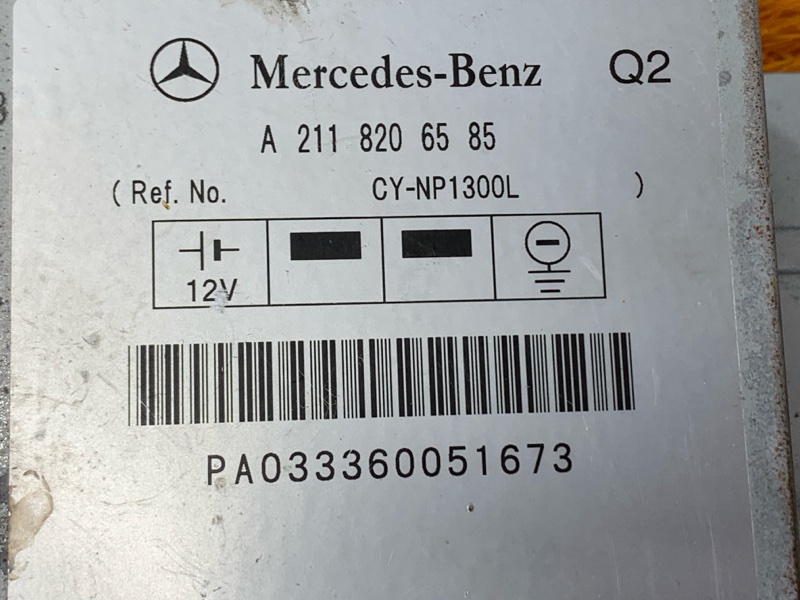 Mercedes-Benz Q2
A 211 820 65 85
( Ref. No. CY-NP1300L )
12V
PA033360051673